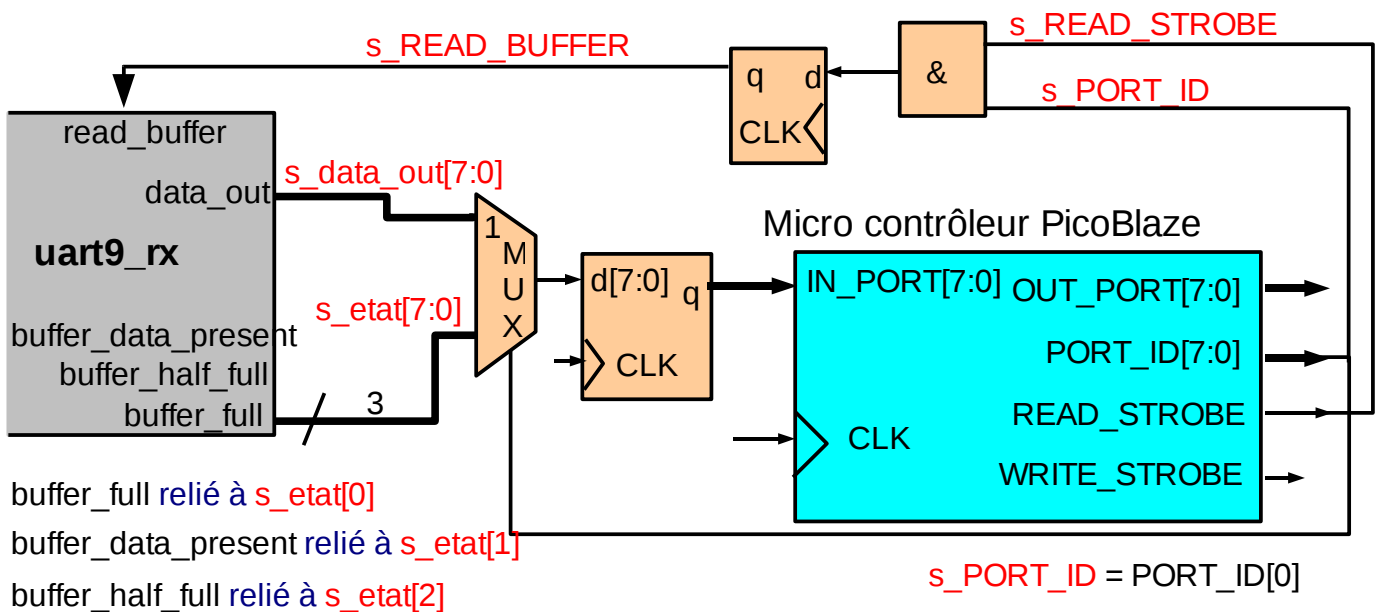 s_READ_STROBE
s_READ_BUFFER
q d
&
s_PORT_ID
CLK
read_buffer
s_data_out[7:0]
data_out
1
M
U
X
Micro contrôleur PicoBlaze
uart9_rx
d[7:0] q
IN_PORT[7:0] OUT_PORT[7:0]
s_etat[7:0]
buffer_data_present
PORT_ID[7:0]
CLK
buffer_half_full
3
buffer_full
READ_STROBE
CLK
WRITE_STROBE
buffer_full relié à s_etat[0]
buffer_data_present relié à s_etat[1]
s_PORT_ID = PORT_ID[0]
buffer_half_full relié à s_etat[2]